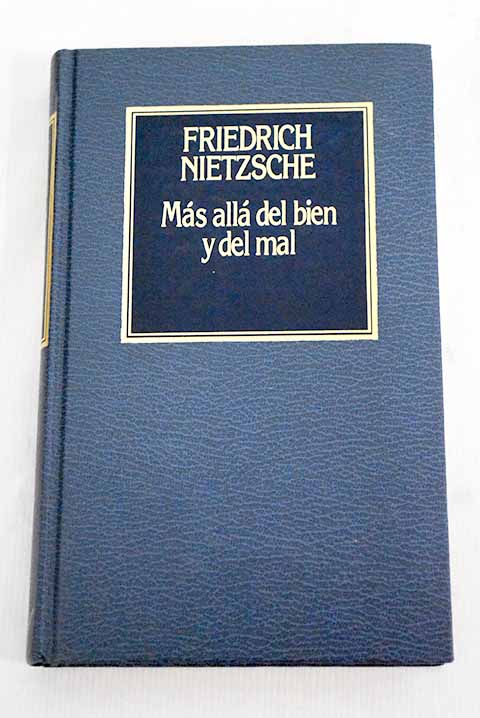 FRIEDRICH
NIETZSCHE
Más allá del bien
y del mal